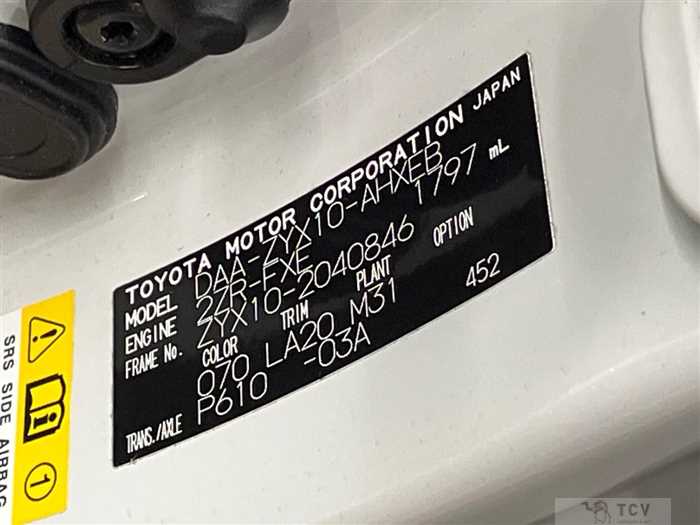 TOYOTA MOTOR CORPORATION JAPAN
MODEL DAA-ZYX10-AHXEB
ENGINE 2ZR-FXE 1797 mL
FRAME No. ZYX10-2040846
COLOR TRIM PLANT OPTION
070 LA20 M31 452
TRANS./AXLE P610 -03A
SRS SIDE AIRBAG
1
TCV